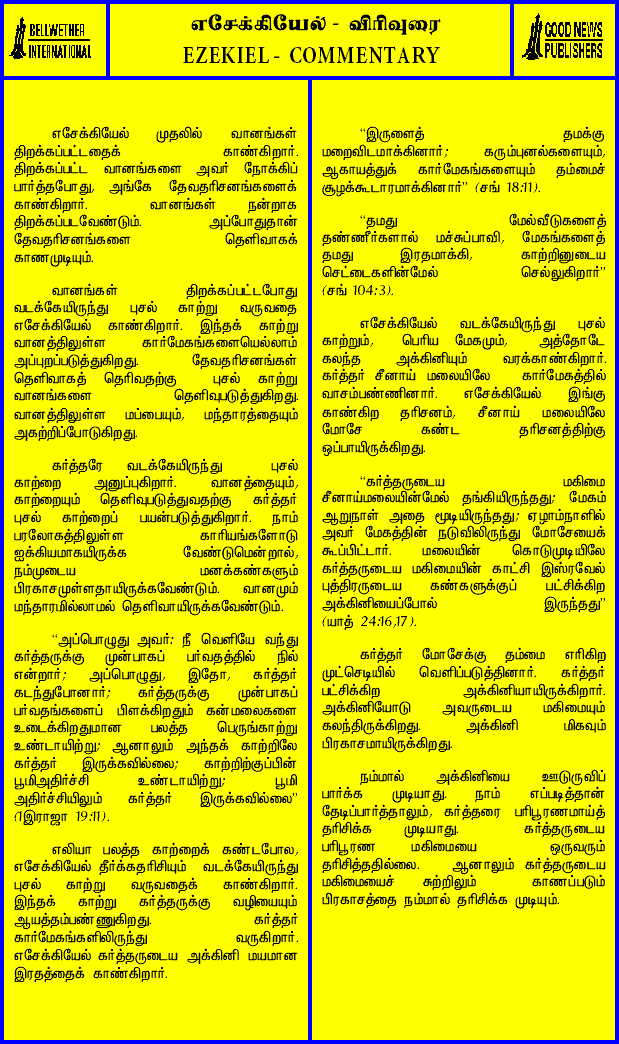 BELLWETHER
INTERNATIONAL
எசேக்கியேல் - விரிவுரை
EZEKIEL - COMMENTARY
GOOD NEWS
PUBLISHERS
எசேக்கியேல் முதலில் வானங்கள்
திறக்கப்பட்டதைக் காண்கிறார்.
திறக்கப்பட்ட வானங்களை அவர் நோக்கிப்
பார்த்தபோது, அங்கே தேவதரிசனங்களைக்
காண்கிறார். வானங்கள் நன்றாக
திறக்கப்படவேண்டும். அப்போதுதான்
தேவதரிசனங்களை தெளிவாகக்
காணமுடியும்.
வானங்கள் திறக்கப்பட்டபோது
வடக்கேயிருந்து புசல் காற்று வருவதை
எசேக்கியேல் காண்கிறார். இந்தக் காற்று
வானத்திலுள்ள கார்மேகங்களையெல்லாம்
அப்புறப்படுத்துகிறது. தேவதரிசனங்கள்
தெளிவாகத் தெரிவதற்கு புசல் காற்று
வானங்களை தெளிவுபடுத்துகிறது.
வானத்திலுள்ள மப்பையும், மந்தாரத்தையும்
அகற்றிப்போடுகிறது.
கர்த்தரே வடக்கேயிருந்து புசல்
காற்றை அனுப்புகிறார். வானத்தையும்,
காற்றையும் தெளிவுபடுத்துவதற்கு கர்த்தர்
புசல் காற்றைப் பயன்படுத்துகிறார். நாம்
பரலோகத்திலுள்ள காரியங்களோடு
ஐக்கியமாகயிருக்க வேண்டுமென்றால்,
நம்முடைய மனக்கண்களும்
பிரகாசமுள்ளதாயிருக்கவேண்டும். வானமும்
மந்தாரமில்லாமல் தெளிவாயிருக்கவேண்டும்.
“அப்பொழுது அவர்: நீ வெளியே வந்து
கர்த்தருக்கு முன்பாகப் பர்வதத்தில் நில்
என்றார்; அப்பொழுது, இதோ, கர்த்தர்
கடந்துபோனார்; கர்த்தருக்கு முன்பாகப்
பர்வதங்களைப் பிளக்கிறதும் கன்மலைகளை
உடைக்கிறதுமான பலத்த பெருங்காற்று
உண்டாயிற்று; ஆனாலும் அந்தக் காற்றிலே
கர்த்தர் இருக்கவில்லை; காற்றிற்குப்பின்
பூமிஅதிர்ச்சி உண்டாயிற்று; பூமி
அதிர்ச்சியிலும் கர்த்தர் இருக்கவில்லை”
(1இராஜா 19:11).
எலியா பலத்த காற்றைக் கண்டபோல,
எசேக்கியேல் தீர்க்கதரிசியும் வடக்கேயிருந்து
புசல் காற்று வருவதைக் காண்கிறார்.
இந்தக் காற்று கர்த்தருக்கு வழியையும்
ஆயத்தம்பண்ணுகிறது. கர்த்தர்
கார்மேகங்களிலிருந்து வருகிறார்.
எசேக்கியேல் கர்த்தருடைய அக்கினி மயமான
இரதத்தைக் காண்கிறார்.
“இருளைத் தமக்கு
மறைவிடமாக்கினார்; கரும்புனல்களையும்,
ஆகாயத்துக் கார்மேகங்களையும் தம்மைச்
சூழக்கூடாரமாக்கினார்” (சங் 18:11).
“தமது மேல்வீடுகளைத்
தண்ணீர்களால் மச்சுப்பாவி, மேகங்களைத்
தமது இரதமாக்கி, காற்றினுடைய
செட்டைகளின்மேல் செல்லுகிறார்”
(சங் 104:3).
எசேக்கியேல் வடக்கேயிருந்து புசல்
காற்றும், பெரிய மேகமும், அத்தோடே
கலந்த அக்கினியும் வரக்காண்கிறார்.
கர்த்தர் சீனாய் மலையிலே கார்மேகத்தில்
வாசம்பண்ணினார். எசேக்கியேல் இங்கு
காண்கிற தரிசனம், சீனாய் மலையிலே
மோசே கண்ட தரிசனத்திற்கு
ஒப்பாயிருக்கிறது.
“கர்த்தருடைய மகிமை
சீனாய்மலையின்மேல் தங்கியிருந்தது; மேகம்
ஆறுநாள் அதை மூடியிருந்தது; ஏழாம்நாளில்
அவர் மேகத்தின் நடுவிலிருந்து மோசேயைக்
கூப்பிட்டார். மலையின் கொடுமுடியிலே
கர்த்தருடைய மகிமையின் காட்சி இஸ்ரவேல்
புத்திரருடைய கண்களுக்குப் பட்சிக்கிற
அக்கினியைப்போல் இருந்தது”
(யாத் 24:16,17).
கர்த்தர் மோசேக்கு தம்மை எரிகிற
முட்செடியில் வெளிப்படுத்தினார். கர்த்தர்
பட்சிக்கிற அக்கினியாயிருக்கிறார்.
அக்கினியோடு அவருடைய மகிமையும்
கலந்திருக்கிறது. அக்கினி மிகவும்
பிரகாசமாயிருக்கிறது.
நம்மால் அக்கினியை ஊடுருவிப்
பார்க்க முடியாது. நாம் எப்படித்தான்
தேடிப்பார்த்தாலும், கர்த்தரை பரிபூரணமாய்த்
தரிசிக்க முடியாது. கர்த்தருடைய
பரிபூரண மகிமையை ஒருவரும்
தரிசித்ததில்லை. ஆனாலும் கர்த்தருடைய
மகிமையைச் சுற்றிலும் காணப்படும்
பிரகாசத்தை நம்மால் தரிசிக்க முடியும்.